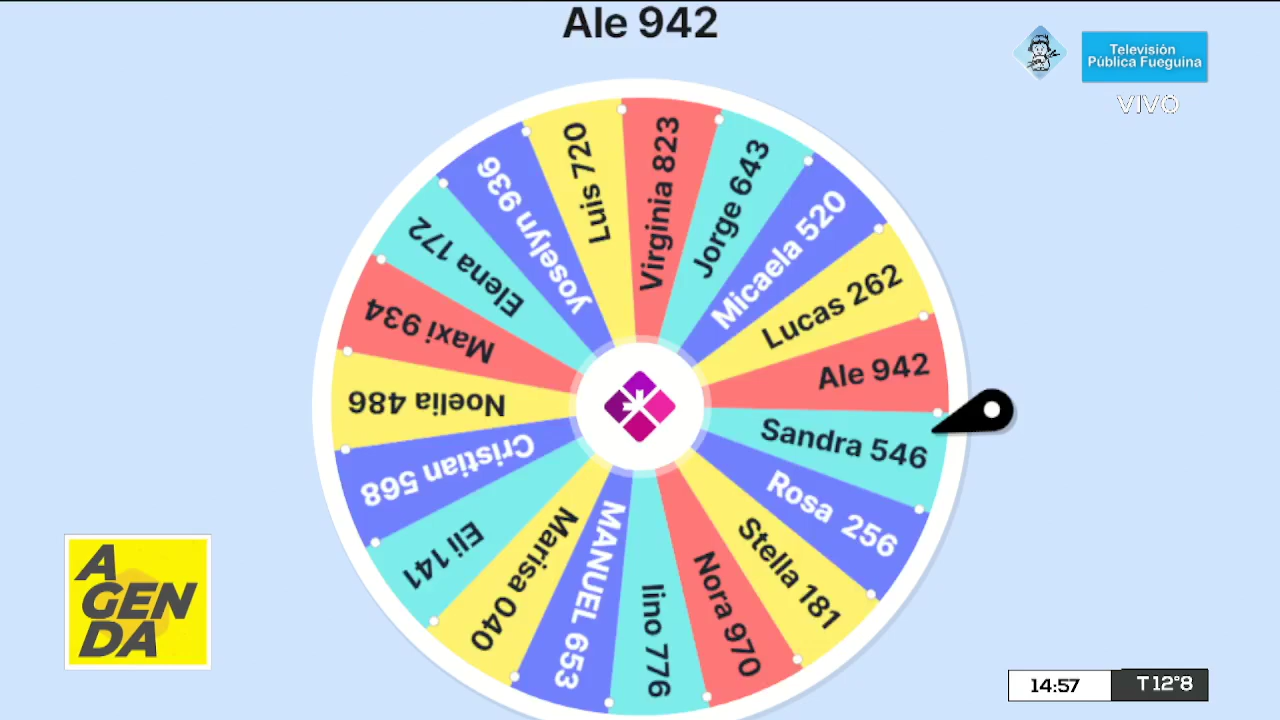 Ale 942
Televisión
Pública Fueguina
VIVO
Luis 720
Virginia 823
Jorge 643
Micaela 520
Lucas 262
Ale 942
Sandra 546
Rosa 256
Stella 181
Nora 970
lino 776
MANUEL 653
Marisa 040
Eli 141
Cristian 568
Noelia 486
Maxi 934
Elena 172
yoselyn 936
A
GEN
DA
14:57
T12°8